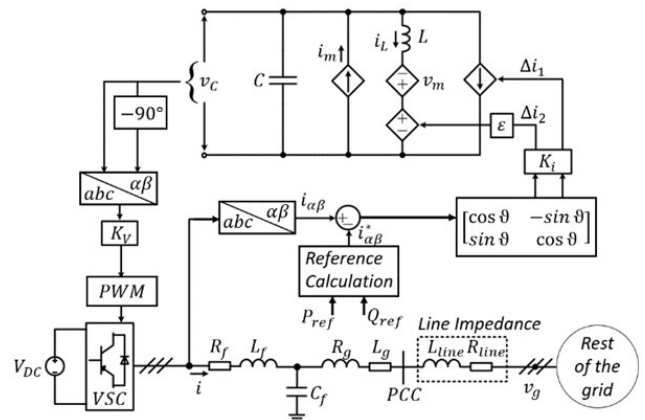 i_m
i_L
L
v_C
C
v_m
Δi_1
−90°
ε
Δi_2
K_i
abc
αβ
abc
αβ
i_αβ
cos ϑ −sin ϑ
sin ϑ cos ϑ
K_V
i*_αβ
Reference
Calculation
PWM
P_ref
Q_ref
Line Impedance
V_DC
VSC
R_f
L_f
R_g
L_g
L_line
R_line
Rest
of the
grid
i
C_f
PCC
v_g